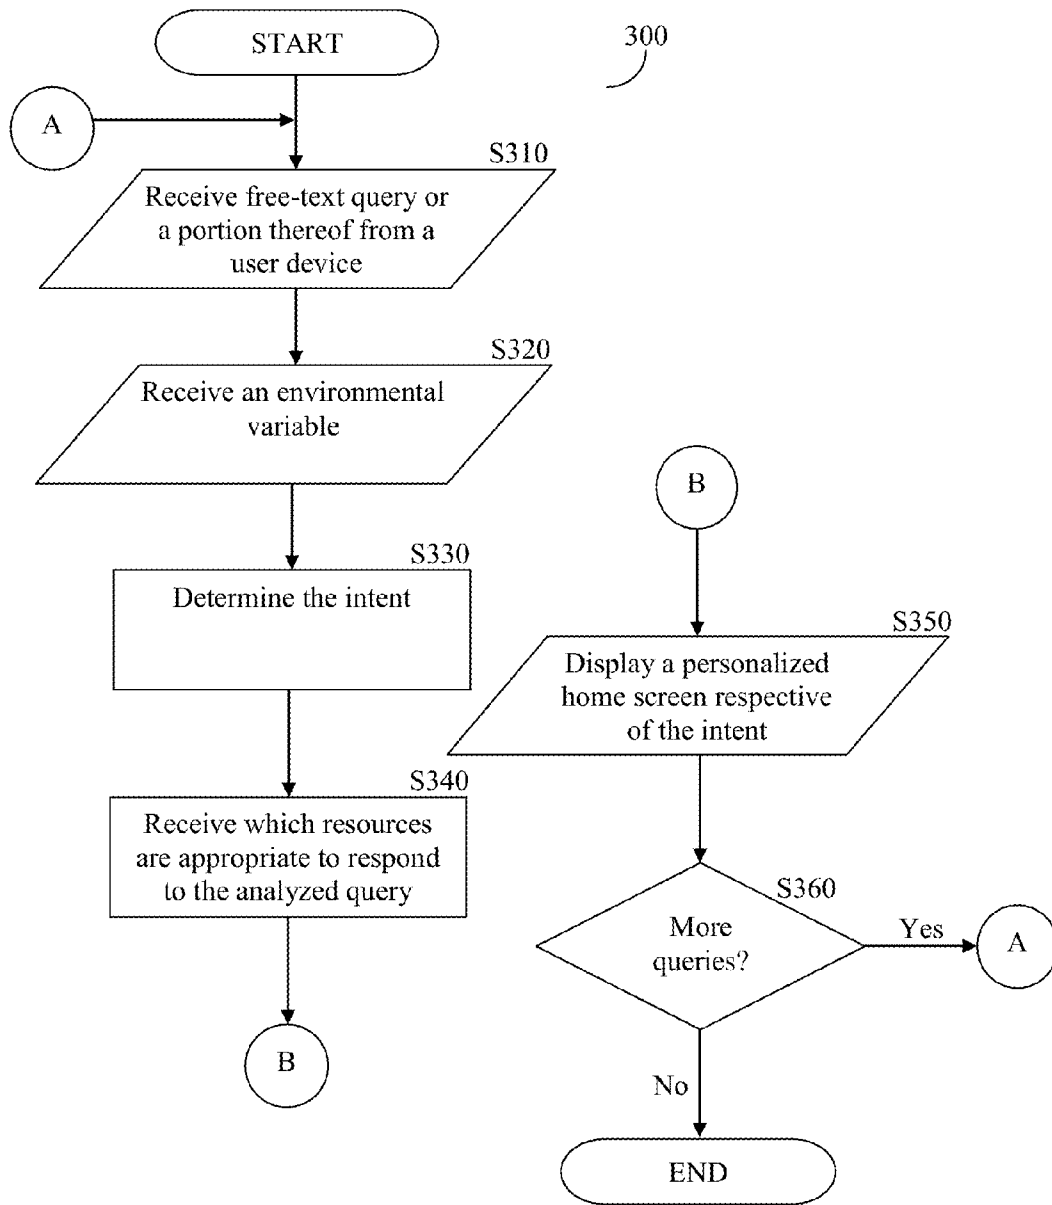 START
300
A
S310
Receive free-text query or
a portion thereof from a
user device
S320
Receive an environmental
variable
S330
Determine the intent
S340
Receive which resources
are appropriate to respond
to the analyzed query
B
B
S350
Display a personalized
home screen respective
of the intent
S360
More
queries?
Yes
A
No
END